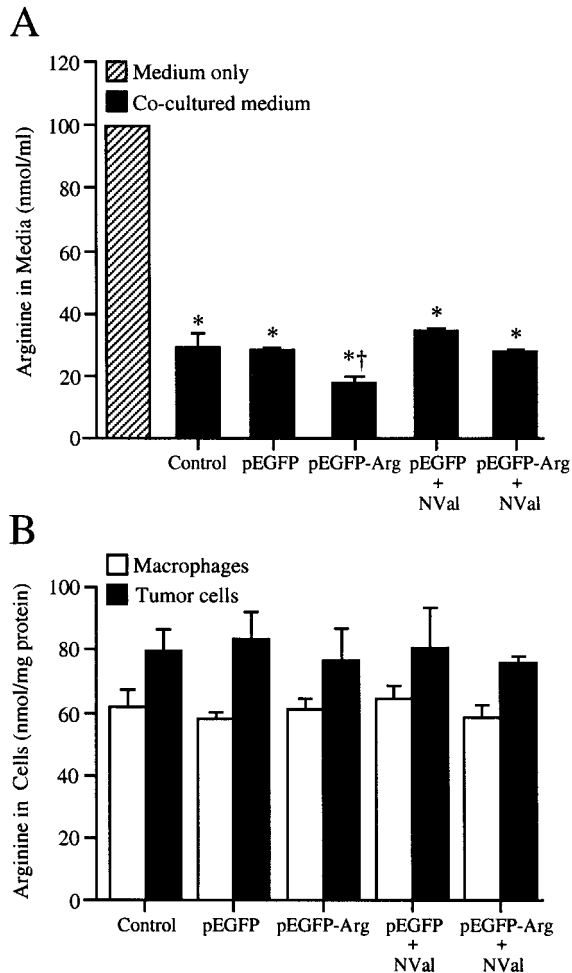 A
Arginine in Media (nmol/ml)
120
100
80
60
40
20
0
Medium only
Co-cultured medium
*
*
*†
*
*
Control
pEGFP
pEGFP-Arg
pEGFP
+
NVal
pEGFP-Arg
+
NVal
B
Arginine in Cells (nmol/mg protein)
100
80
60
40
20
0
Macrophages
Tumor cells
Control
pEGFP
pEGFP-Arg
pEGFP
+
NVal
pEGFP-Arg
+
NVal